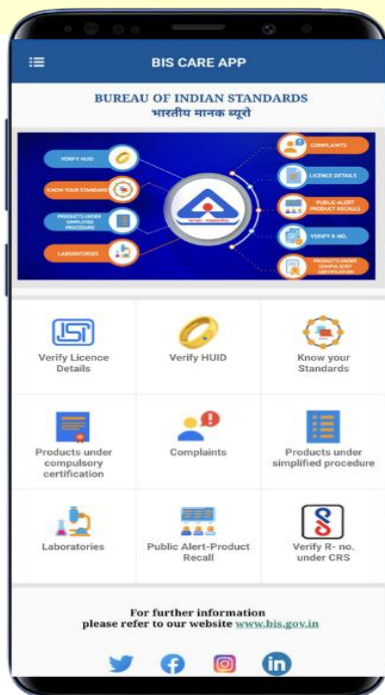 BIS CARE APP
BUREAU OF INDIAN STANDARDS
भारतीय मानक ब्यूरो
VERIFY HUID
KNOW YOUR STANDARD
PRODUCTS UNDER
SIMPLIFIED
PROCEDURE
LABORATORIES
COMPLAINTS
LICENCE DETAILS
PUBLIC-ALERT
PRODUCT RECALLS
VERIFY R-NO.
PRODUCTS UNDER
COMPULSORY
CERTIFICATION
Verify Licence
Details
Verify HUID
Know your
Standards
Products under
compulsory
certification
Complaints
Products under
simplified procedure
Laboratories
Public Alert-Product
Recall
Verify R- no.
under CRS
For further information
please refer to our website www.bis.gov.in